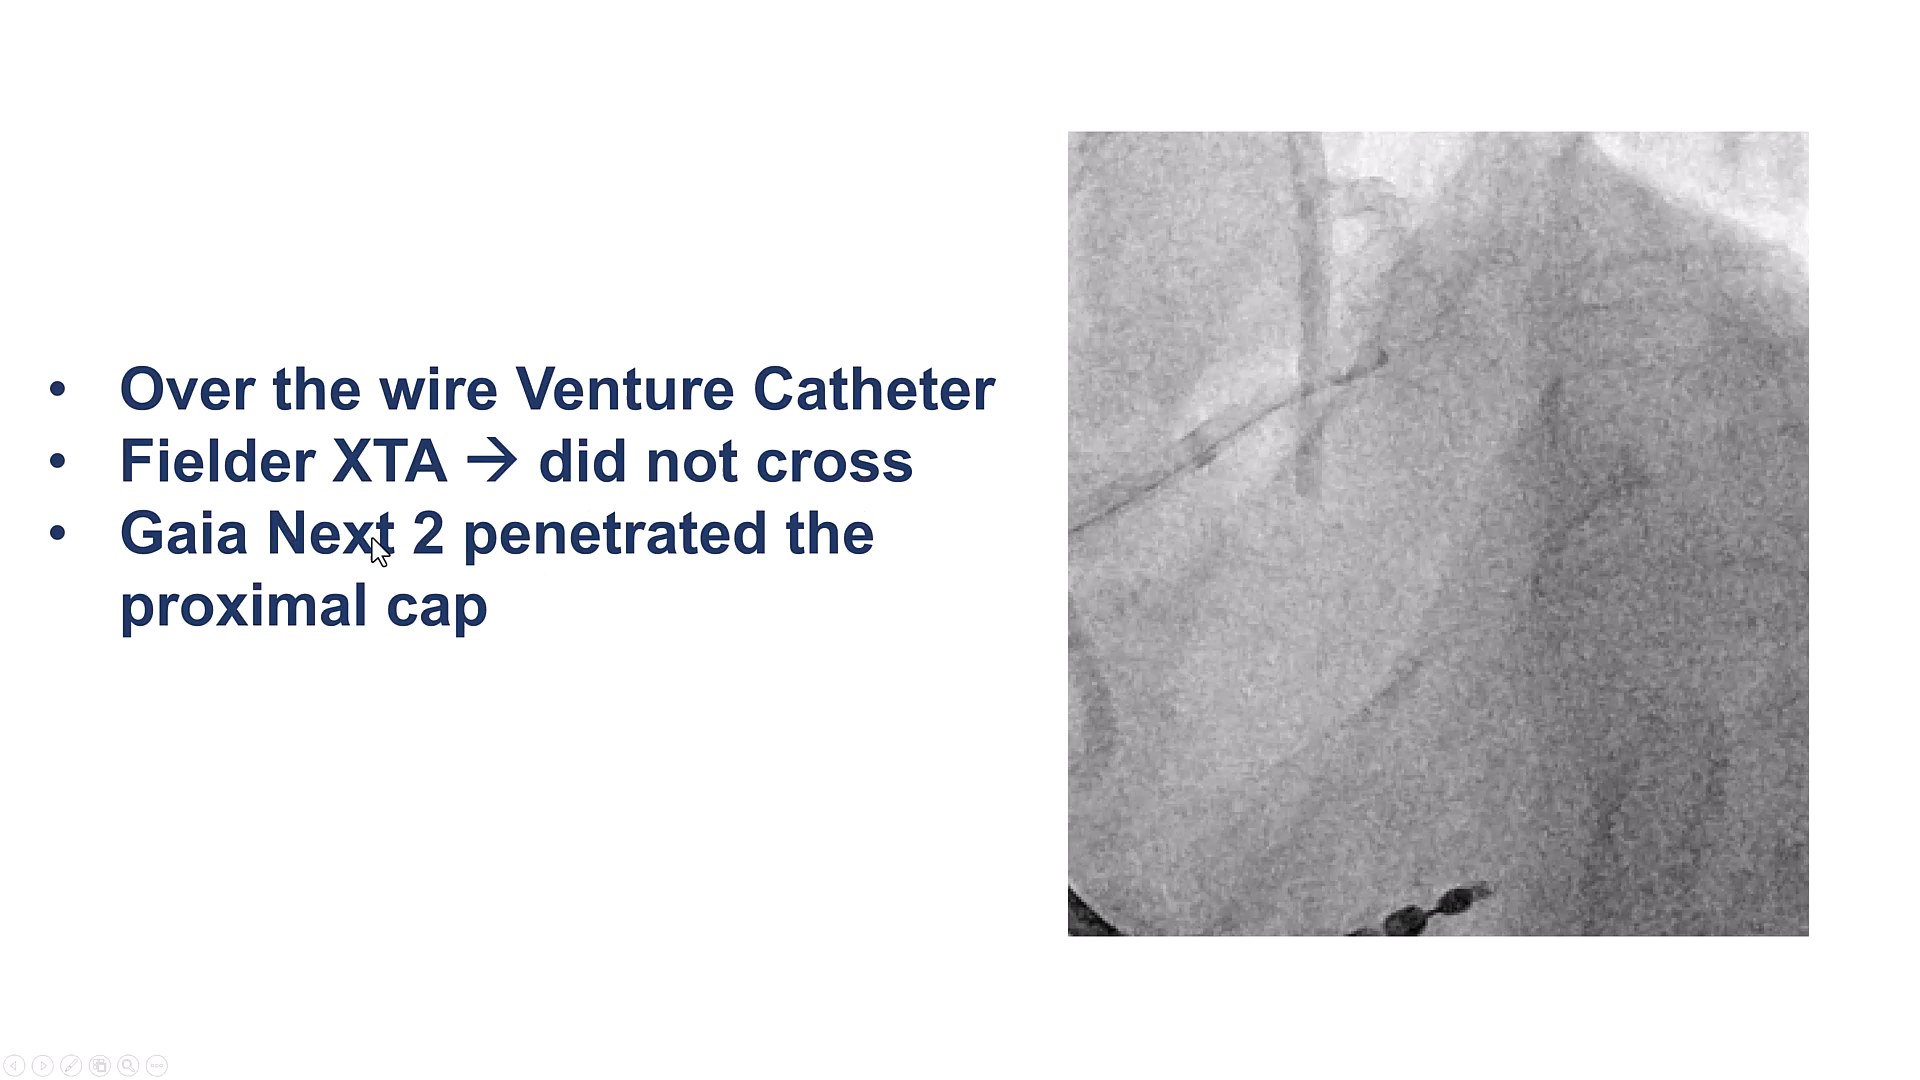 • Over the wire Venture Catheter
• Fielder XTA → did not cross
• Gaia Next 2 penetrated the
proximal cap